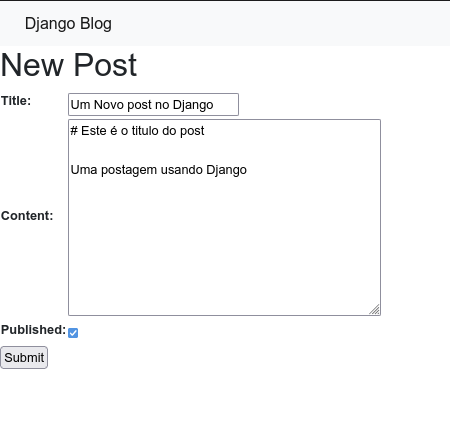 Django Blog
New Post
Title:
Um Novo post no Django
# Este é o titulo do post
Uma postagem usando Django
Content:
Published:
Submit